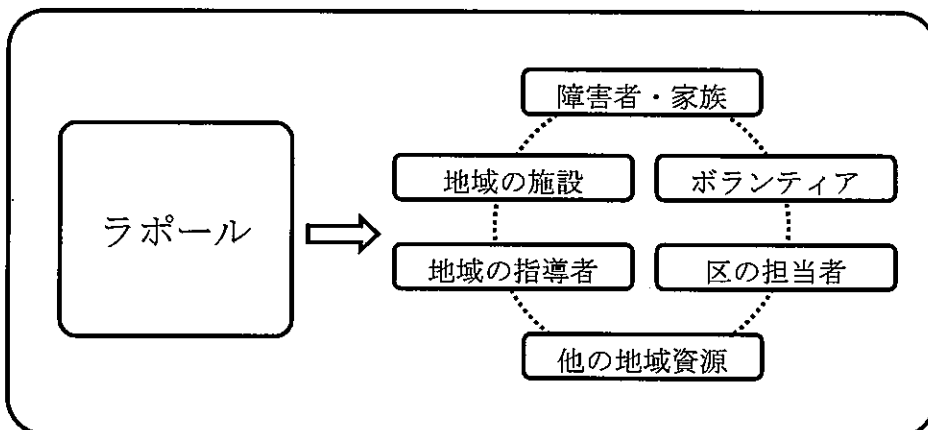 障害者・家族
地域の施設
ボランティア
ラポール
地域の指導者
区の担当者
他の地域資源